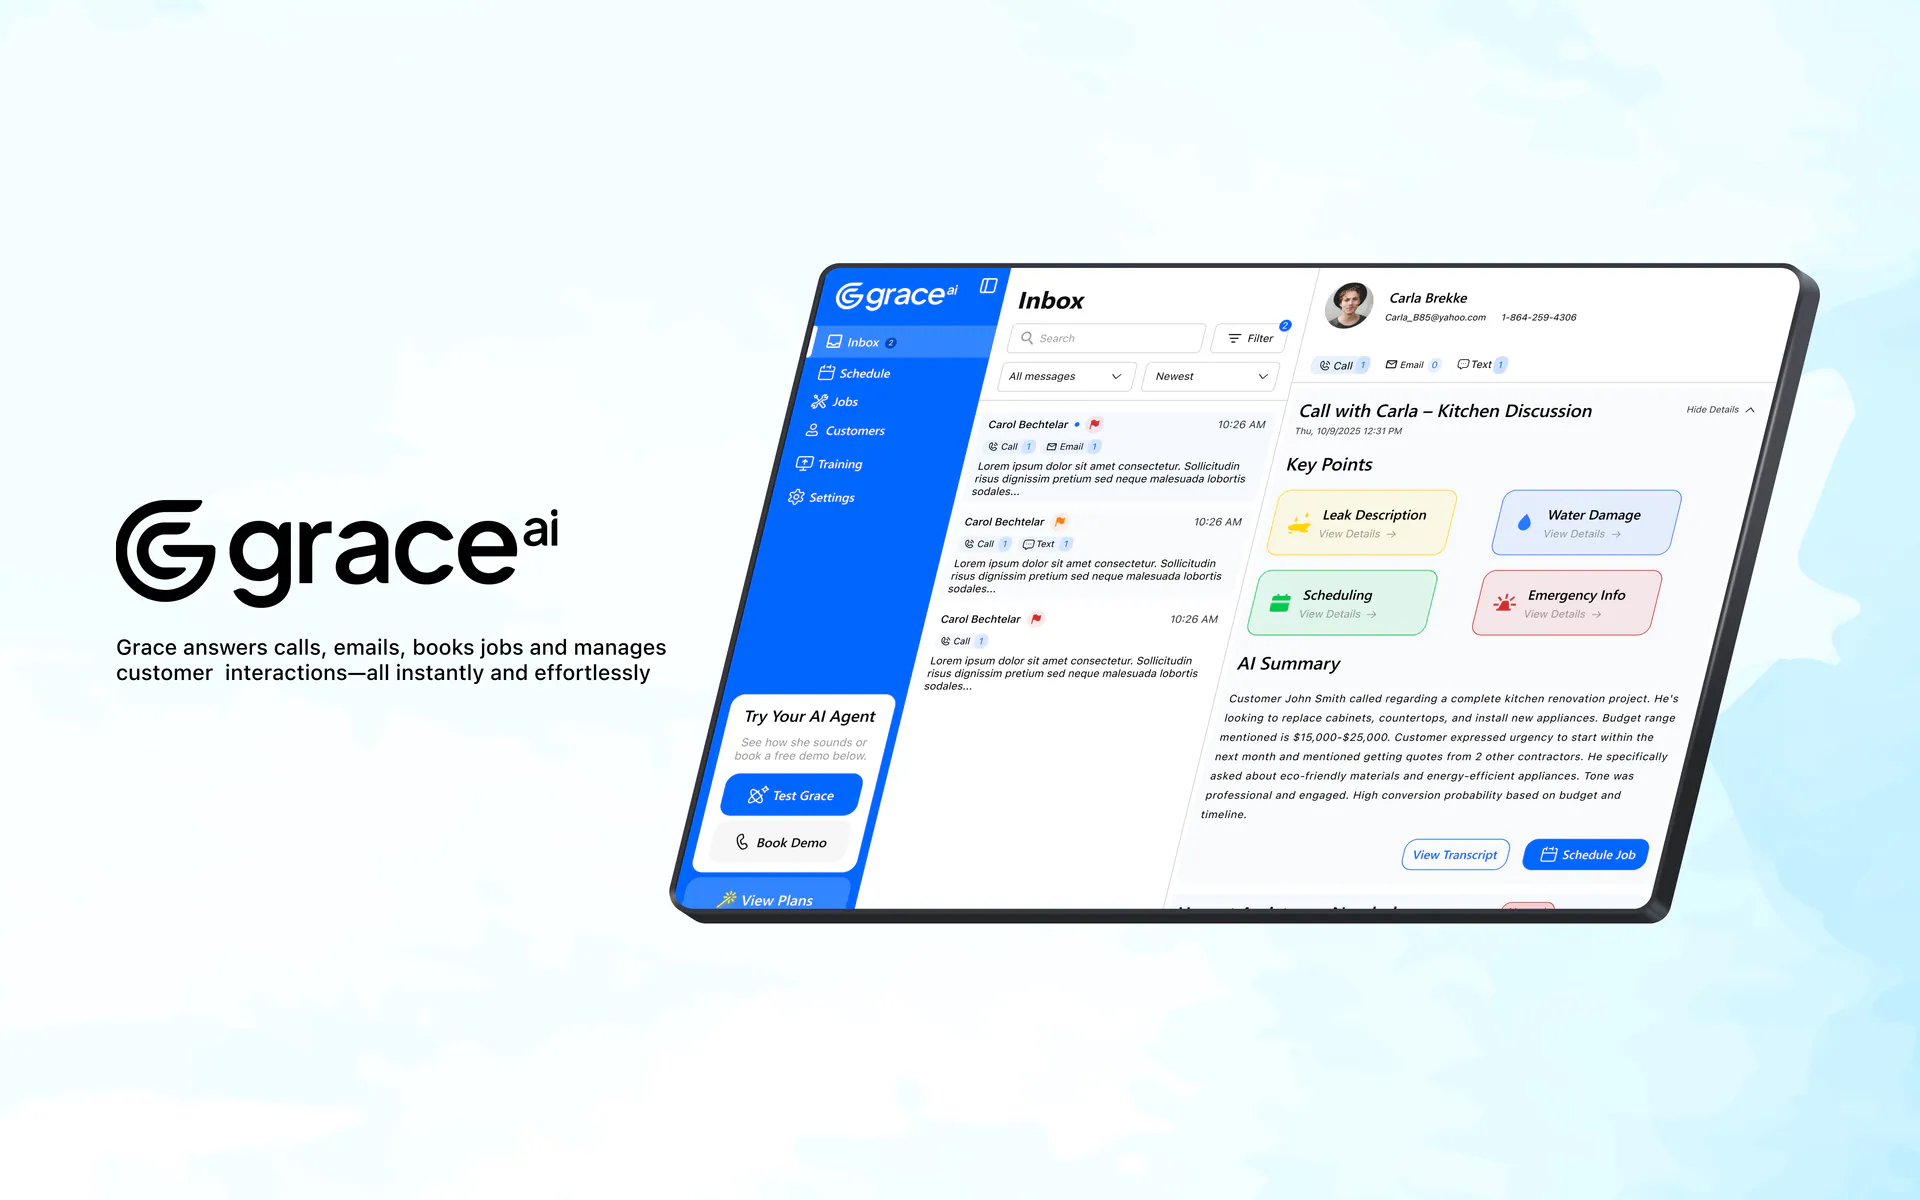 grace ai
Grace answers calls, emails, books jobs and manages
customer  interactions—all instantly and effortlessly
grace ai
Inbox 2
Schedule
Jobs
Customers
Training
Settings
Try Your AI Agent
See how she sounds or
book a free demo below.
Test Grace
Book Demo
View Plans
Inbox
Search
Filter 2
All messages
Newest
Carol Bechtelar 10:26 AM
Call 1 Email 1
Lorem ipsum dolor sit amet consectetur. Sollicitudin
risus dignissim pretium sed neque malesuada lobortis
sodales...
Carol Bechtelar 10:26 AM
Call 1 Text 1
Lorem ipsum dolor sit amet consectetur. Sollicitudin
risus dignissim pretium sed neque malesuada lobortis
sodales...
Carol Bechtelar 10:26 AM
Call 1
Lorem ipsum dolor sit amet consectetur. Sollicitudin
risus dignissim pretium sed neque malesuada lobortis
sodales...
Carla Brekke
Carla_B85@yahoo.com 1-864-259-4306
Call 1 Email 0 Text 1
Call with Carla – Kitchen Discussion
Hide Details
Thu, 10/9/2025 12:31 PM
Key Points
Leak Description
View Details →
Water Damage
View Details →
Scheduling
View Details →
Emergency Info
View Details →
AI Summary
Customer John Smith called regarding a complete kitchen renovation project. He's
looking to replace cabinets, countertops, and install new appliances. Budget range
mentioned is $15,000-$25,000. Customer expressed urgency to start within the
next month and mentioned getting quotes from 2 other contractors. He specifically
asked about eco-friendly materials and energy-efficient appliances. Tone was
professional and engaged. High conversion probability based on budget and
timeline.
View Transcript
Schedule Job